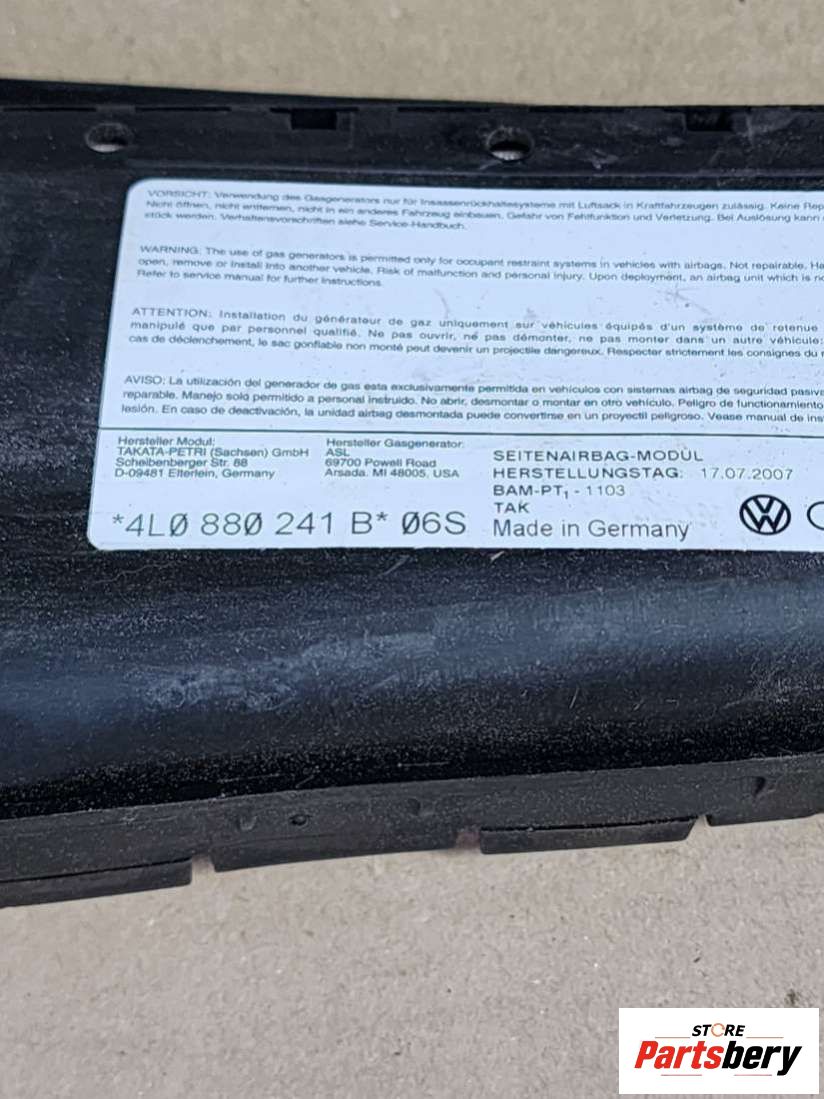 VORSICHT: Verwendung des Gasgenerators nur für Insassenrückhaltesysteme mit Luftsack in Kraftfahrzeugen zulässig. Keine Rep
Nicht öffnen, nicht entfernen, nicht in ein anderes Fahrzeug einbauen. Gefahr von Fehlfunktion und Verletzung. Bei Auslösung kann
stück werden. Verhaltensvorschriften siehe Service-Handbuch.
WARNING: The use of gas generators is permitted only for occupant restraint systems in vehicles with airbags. Not repairable. Ha
open, remove or install into another vehicle. Risk of malfunction and personal injury. Upon deployment, an airbag unit which is no
Refer to service manual for further instructions.
ATTENTION: Installation du générateur de gaz uniquement sur véhicules équipés d'un système de retenue
manipulé que par personnel qualifié. Ne pas ouvrir, ne pas démonter, ne pas monter dans un autre véhicule:
cas de déclenchement, le sac gonflable non monté peut devenir un projectile dangereux. Respecter strictement les consignes du
AVISO: La utilización del generador de gas esta exclusivamente permitida en vehículos con sistemas airbag de seguridad pasiva
reparable. Manejo solo permitido a personal instruido. No abrir, desmontar o montar en otro vehículo. Peligro de funcionamiento
lesión. En caso de deactivación, la unidad airbag desmontada puede convertirse en un proyectil peligroso. Vease manual de ins
Hersteller Modul:
TAKATA-PETRI (Sachsen) GmbH
Scheibenberger Str. 88
D-09481 Elterlein, Germany
Hersteller Gasgenerator:
ASL
69700 Powell Road
Arsada. MI 48005, USA
*4LØ 88Ø 241 B* Ø6S
SEITENAIRBAG-MODUL
HERSTELLUNGSTAG: 17.07.2007
BAM-PT₁ - 1103
TAK
Made in Germany
STORE
Partsbery